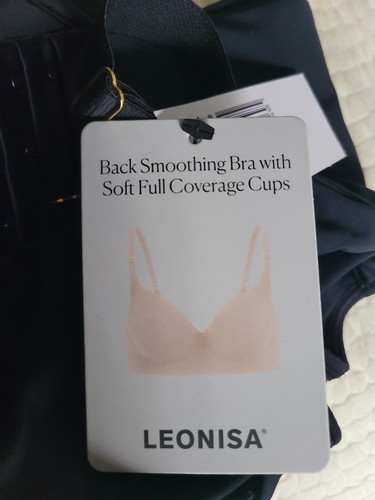 Back Smoothing Bra with
Soft Full Coverage Cups
LEONISA®